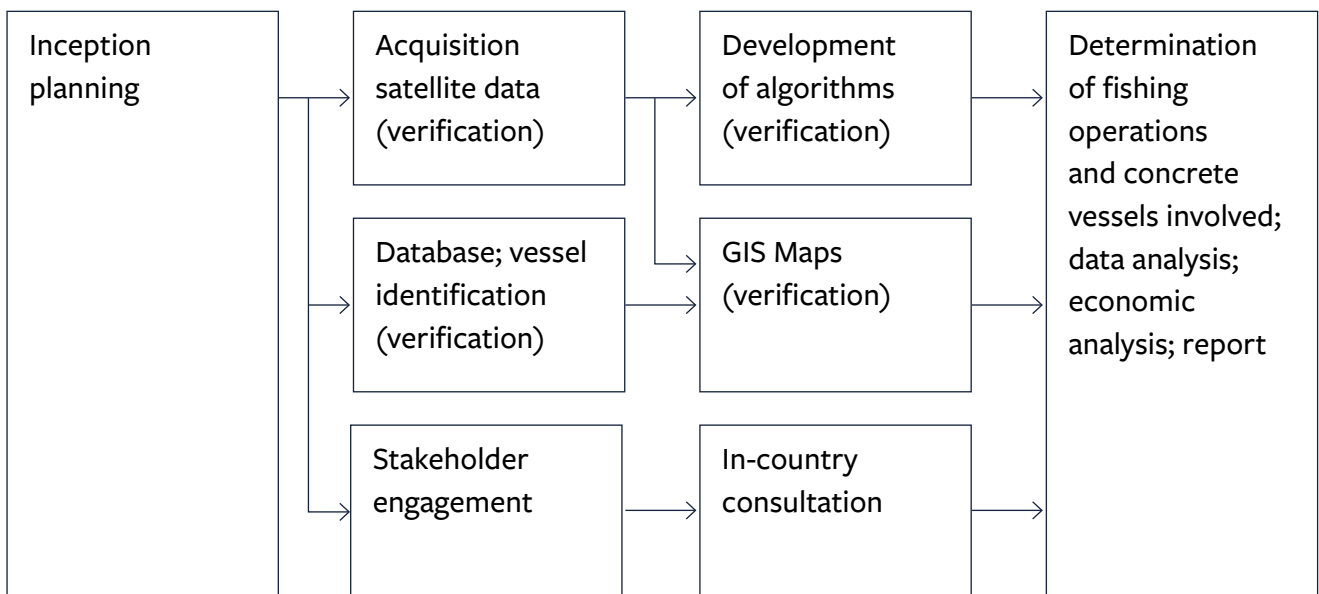 Inception
planning
Acquisition
satellite data
(verification)
Database; vessel
identification
(verification)
Stakeholder
engagement
Development
of algorithms
(verification)
GIS Maps
(verification)
In-country
consultation
Determination
of fishing
operations
and concrete
vessels involved;
data analysis;
economic
analysis; report